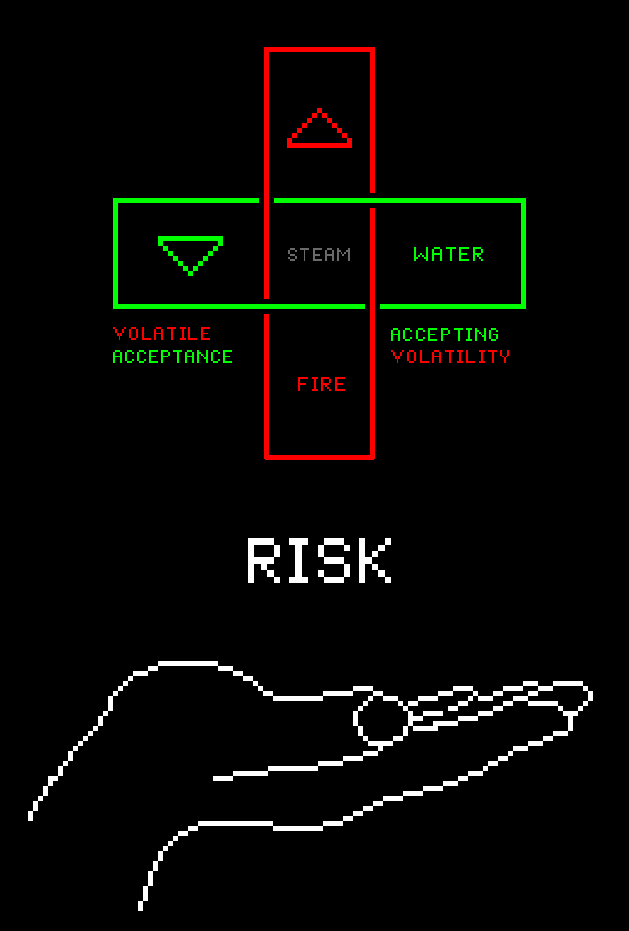 STEAM
WATER
VOLATILE
ACCEPTANCE
ACCEPTING
VOLATILITY
FIRE
RISK